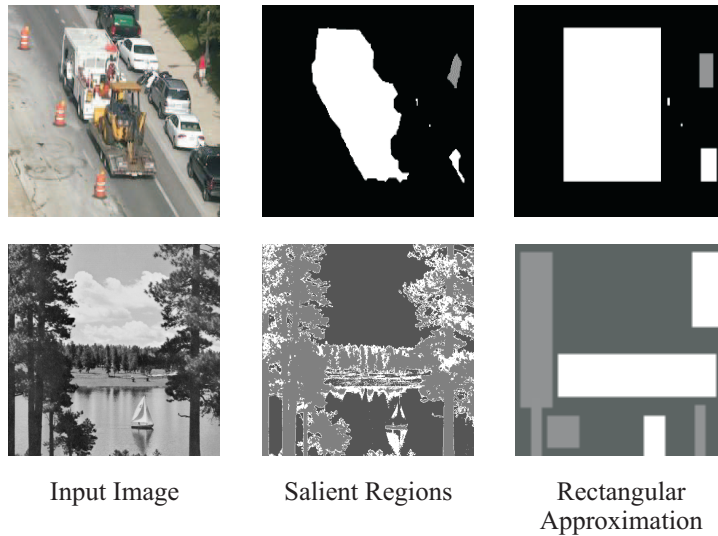 Input Image
Salient Regions
Rectangular
Approximation